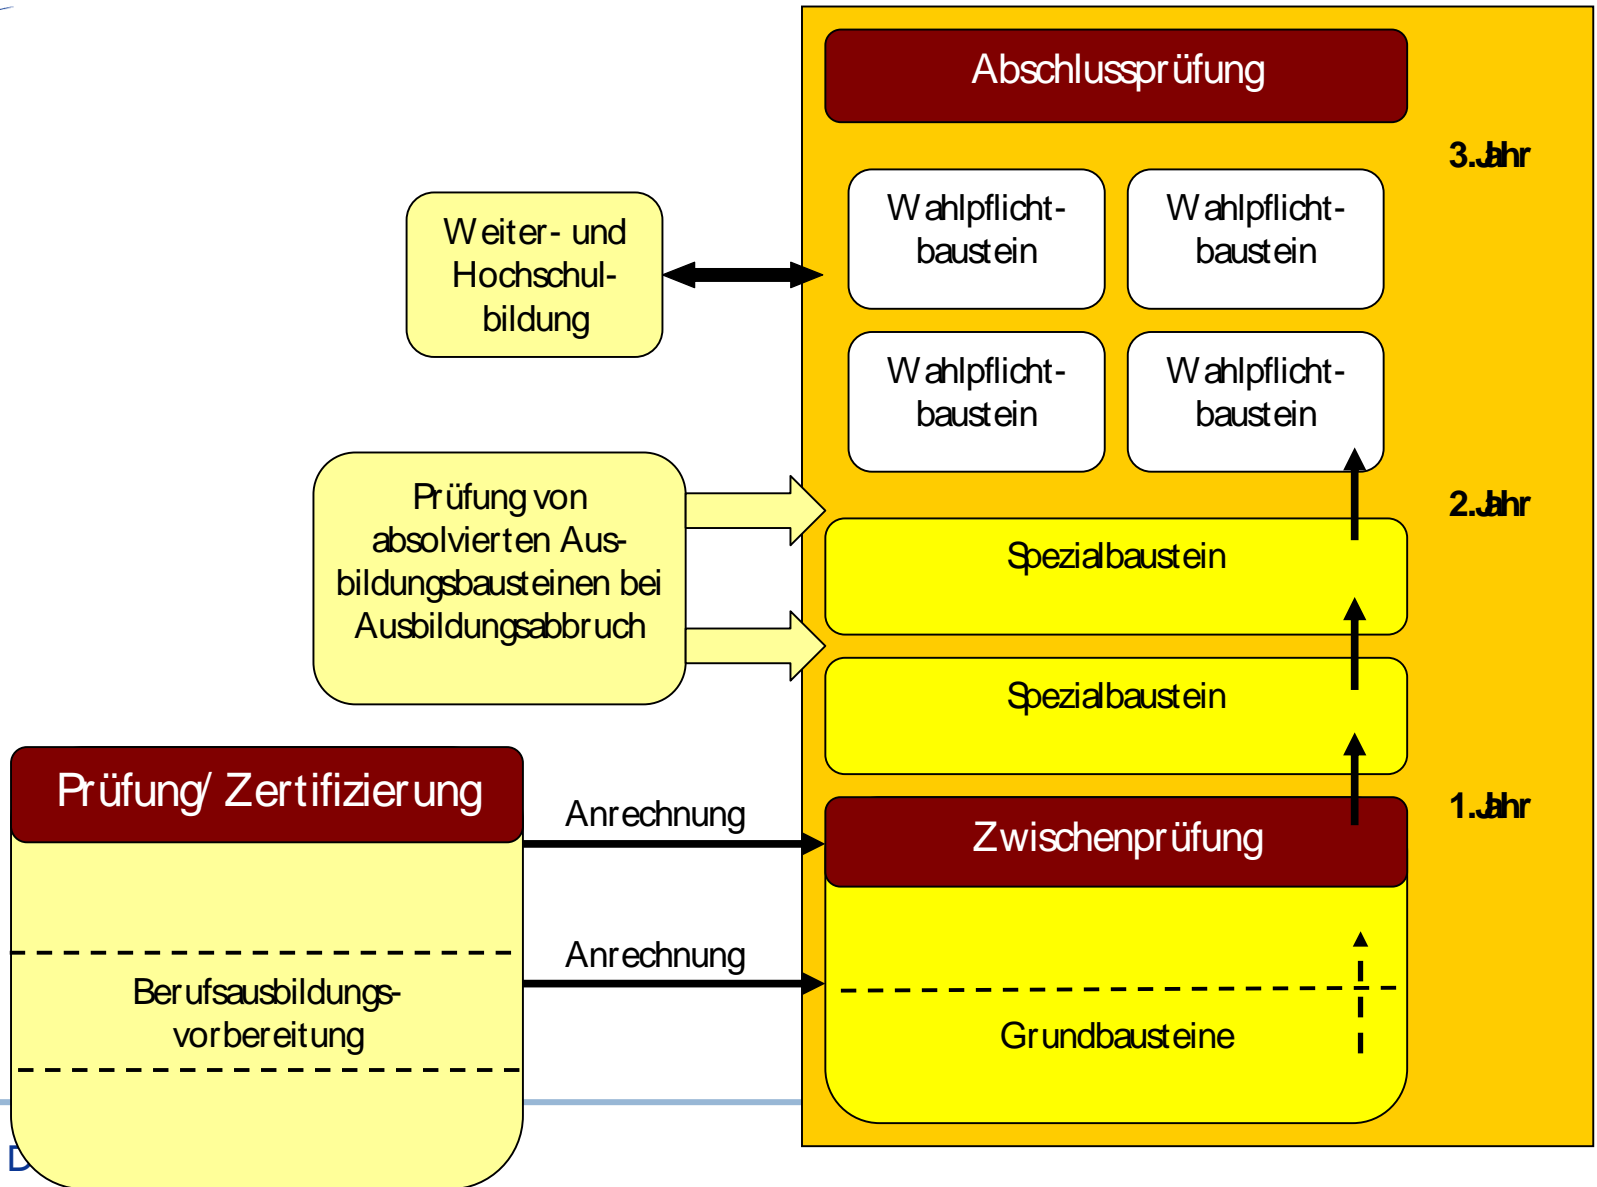 Abschlussprüfung
3.Jahr
Wahlpflicht-
baustein
Wahlpflicht-
baustein
Weiter- und
Hochschul-
bildung
Wahlpflicht-
baustein
Wahlpflicht-
baustein
Prüfung von
absolvierten Aus-
bildungsbausteinen bei
Ausbildungsabbruch
2.Jahr
Spezialbaustein
Spezialbaustein
Prüfung/ Zertifizierung
Anrechnung
1.Jahr
Zwischenprüfung
Anrechnung
Berufsausbildungs-
vorbereitung
Grundbausteine
D